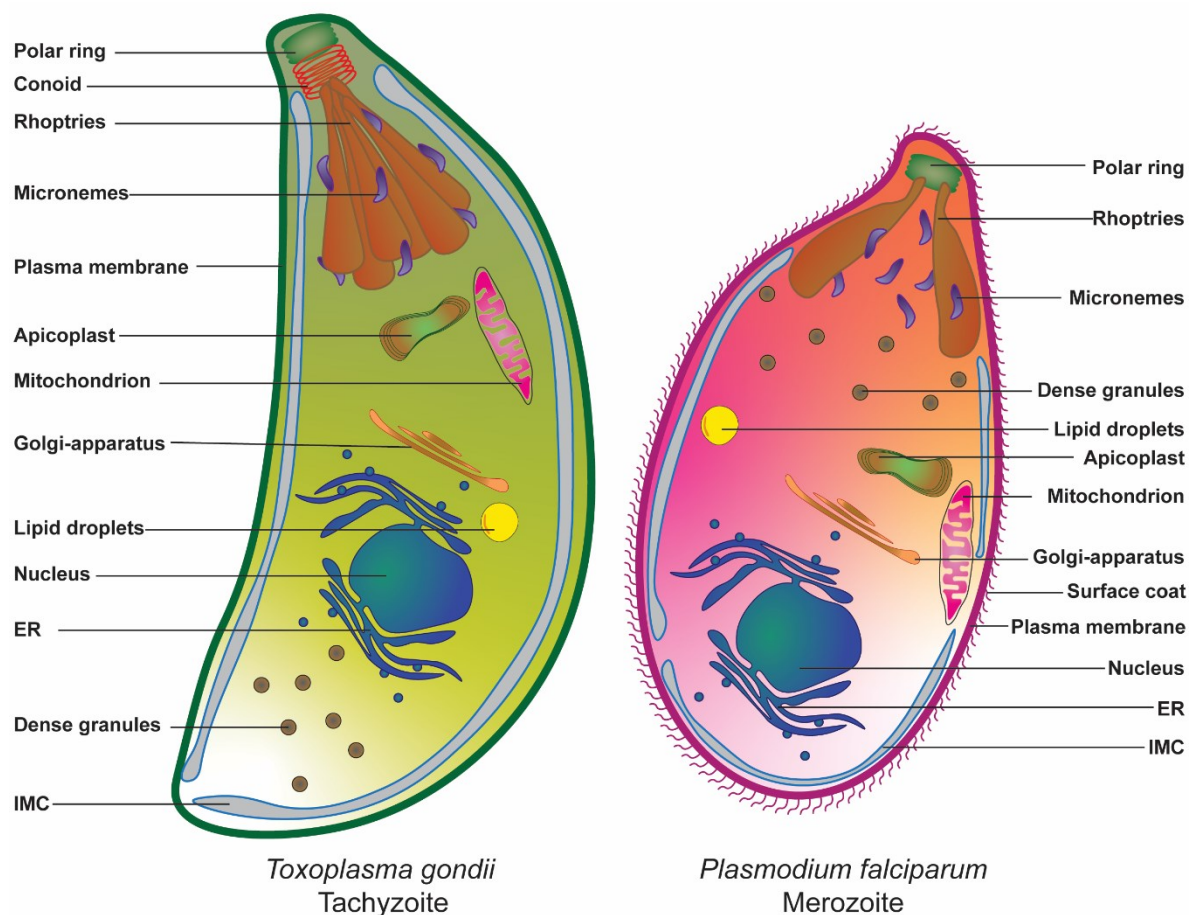 Polar ring
Conoid
Rhoptries
Micronemes
Plasma membrane
Apicoplast
Mitochondrion
Golgi-apparatus
Lipid droplets
Nucleus
ER
Dense granules
IMC
Toxoplasma gondii
Tachyzoite
Polar ring
Rhoptries
Micronemes
Dense granules
Lipid droplets
Apicoplast
Mitochondrion
Golgi-apparatus
Surface coat
Plasma membrane
Nucleus
ER
IMC
Plasmodium falciparum
Merozoite